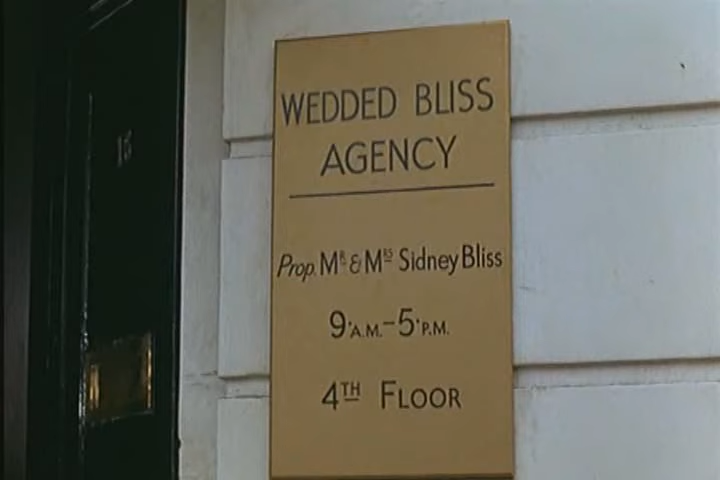 13
WEDDED BLISS
AGENCY
Prop. Mr & Mrs Sidney Bliss
9·A.M.-5·P.M.
4TH FLOOR